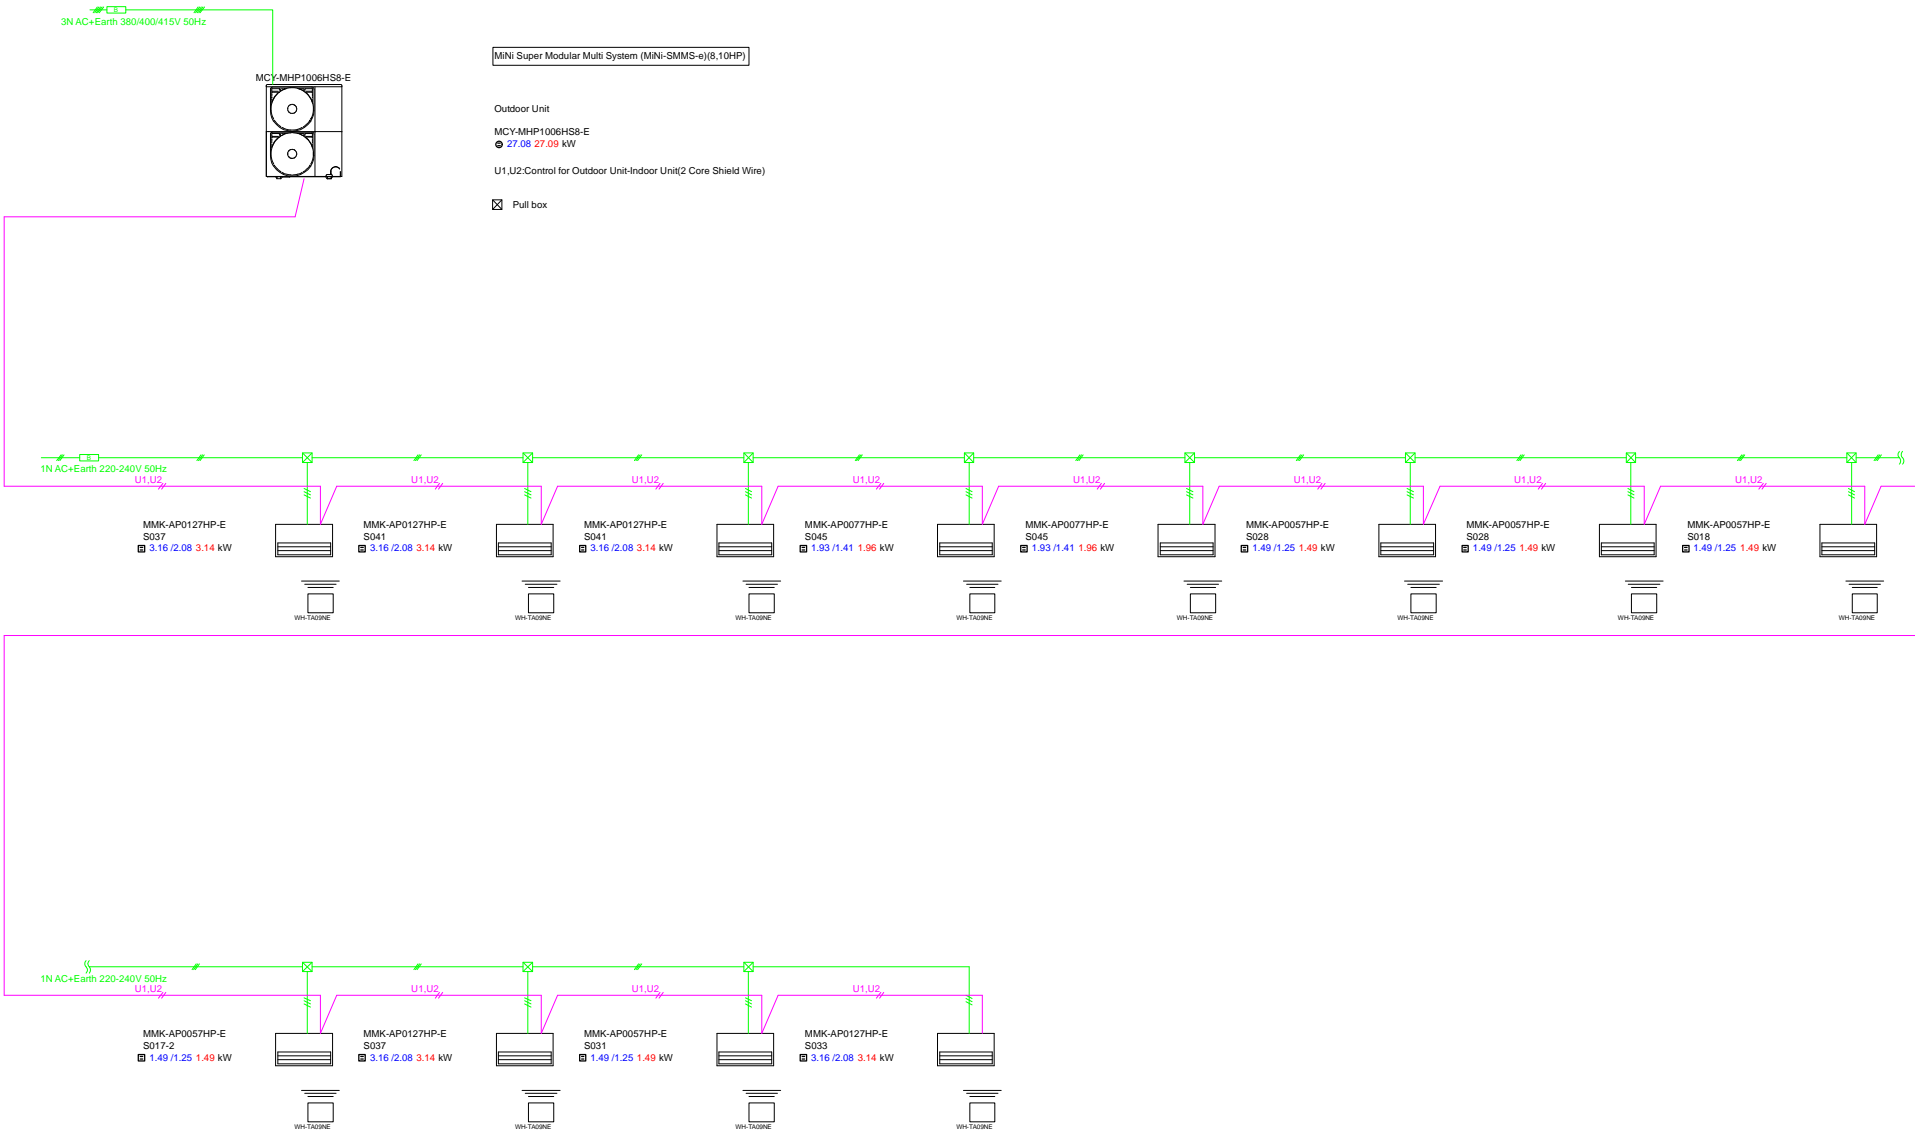 3N AC+Earth 380/400/415V 50Hz
MiNi Super Modular Multi System (MiNi-SMMS-e)(8,10HP)
MCY-MHP1006HS8-E
Outdoor Unit
MCY-MHP1006HS8-E
27.08 27.09 kW
U1,U2:Control for Outdoor Unit-Indoor Unit(2 Core Shield Wire)
Pull box
1N AC+Earth 220-240V 50Hz
U1,U2
U1,U2
U1,U2
U1,U2
U1,U2
U1,U2
U1,U2
U1,U2
MMK-AP0127HP-E
S037
3.16 /2.08 3.14 kW
MMK-AP0127HP-E
S041
3.16 /2.08 3.14 kW
MMK-AP0127HP-E
S041
3.16 /2.08 3.14 kW
MMK-AP0077HP-E
S045
1.93 /1.41 1.96 kW
MMK-AP0077HP-E
S045
1.93 /1.41 1.96 kW
MMK-AP0057HP-E
S028
1.49 /1.25 1.49 kW
MMK-AP0057HP-E
S028
1.49 /1.25 1.49 kW
MMK-AP0057HP-E
S018
1.49 /1.25 1.49 kW
WH-TA09NE
WH-TA09NE
WH-TA09NE
WH-TA09NE
WH-TA09NE
WH-TA09NE
WH-TA09NE
WH-TA09NE
1N AC+Earth 220-240V 50Hz
U1,U2
U1,U2
U1,U2
U1,U2
MMK-AP0057HP-E
S017-2
1.49 /1.25 1.49 kW
MMK-AP0127HP-E
S037
3.16 /2.08 3.14 kW
MMK-AP0057HP-E
S031
1.49 /1.25 1.49 kW
MMK-AP0127HP-E
S033
3.16 /2.08 3.14 kW
WH-TA09NE
WH-TA09NE
WH-TA09NE
WH-TA09NE